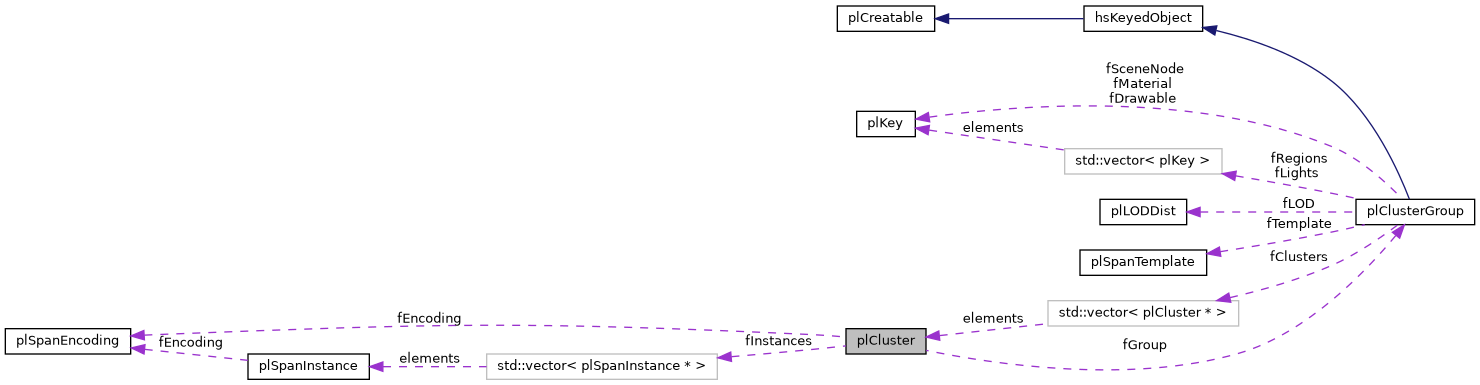 plCreatable
hsKeyedObject
fSceneNode
fMaterial
fDrawable
plKey
elements
std::vector< plKey >
fRegions
fLights
plLODDist
fLOD
plClusterGroup
fTemplate
plSpanTemplate
fClusters
std::vector< plCluster * >
elements
fEncoding
plSpanEncoding
fEncoding
plCluster
fInstances
fGroup
plSpanInstance
elements
std::vector< plSpanInstance * >